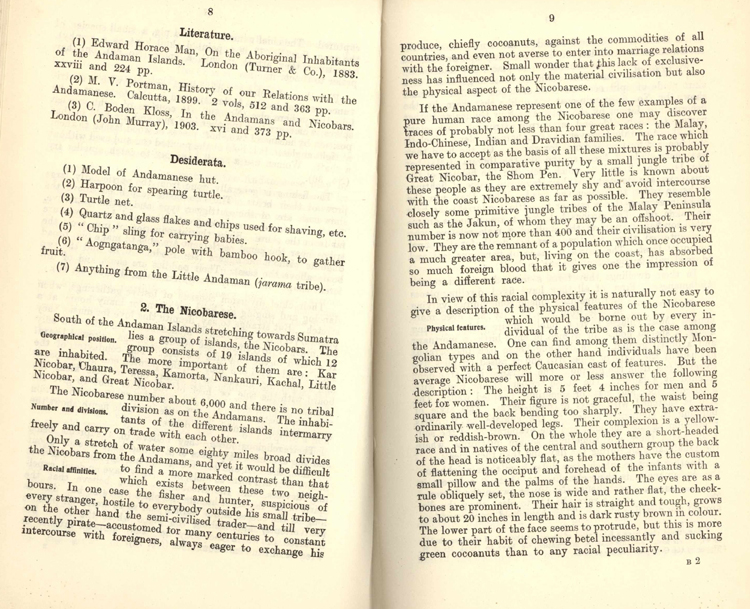 8
Literature.
(1) Edward Horace Man, On the Aboriginal Inhabitants
of the Andaman Islands. London (Turner & Co.), 1883.
xxviii and 224 pp.
(2) M. V. Portman, History of our Relations with the
Andamanese. Calcutta, 1899. 2 vols, 512 and 363 pp.
(3) C. Boden Kloss, In the Andamans and Nicobars.
London (John Murray), 1903. xvi and 373 pp.
Desiderata.
(1) Model of Andamanese hut.
(2) Harpoon for spearing turtle.
(3) Turtle net.
(4) Quartz and glass flakes and chips used for shaving, etc.
(5) "Chip" sling for carrying babies.
(6) "Aogngatanga," pole with bamboo hook, to gather
fruit.
(7) Anything from the Little Andaman (jarama tribe).
2. The Nicobarese.
South of the Andaman Islands stretching towards Sumatra
Geographical position. lies a group of islands, the Nicobars. The
group consists of 19 islands of which 12
are inhabited. The more important of them are: Kar
Nicobar, Chaura, Teressa, Kamorta, Nankauri, Kachal, Little
Nicobar, and Great Nicobar.
The Nicobarese number about 6,000 and there is no tribal
Number and divisions. division as on the Andamans. The inhabi-
tants of the different islands intermarry
freely and carry on trade with each other.
Only a stretch of water some eighty miles broad divides
the Nicobars from the Andamans, and yet it would be difficult
Racial affinities. to find a more marked contrast than that
which exists between these two neigh-
bours. In one case the fisher and hunter, suspicious of
every stranger, hostile to everybody outside his small tribe—
on the other hand the semi-civilised trader—and till very
recently pirate—accustomed for many centuries to constant
intercourse with foreigners, always eager to exchange his
9
produce, chiefly cocoanuts, against the commodities of all
countries, and even not averse to enter into marriage relations
with the foreigner. Small wonder that this lack of exclusive-
ness has influenced not only the material civilisation but also
the physical aspect of the Nicobarese.
If the Andamanese represent one of the few examples of a
pure human race among the Nicobarese one may discover
traces of probably not less than four great races: the Malay,
Indo-Chinese, Indian and Dravidian families. The race which
we have to accept as the basis of all these mixtures is probably
represented in comparative purity by a small jungle tribe of
Great Nicobar, the Shom Pen. Very little is known about
these people as they are extremely shy and avoid intercourse
with the coast Nicobarese as far as possible. They resemble
closely some primitive jungle tribes of the Malay Peninsula
such as the Jakun, of whom they may be an offshoot. Their
number is now not more than 400 and their civilisation is very
low. They are the remnant of a population which once occupied
a much greater area, but, living on the coast, has absorbed
so much foreign blood that it gives one the impression of
being a different race.
In view of this racial complexity it is naturally not easy to
give a description of the physical features of the Nicobarese
Physical features. which would be borne out by every in-
dividual of the tribe as is the case among
the Andamanese. One can find among them distinctly Mon-
golian types and on the other hand individuals have been
observed with a perfect Caucasian cast of features. But the
average Nicobarese will more or less answer the following
description: The height is 5 feet 4 inches for men and 5
feet for women. Their figure is not graceful, the waist being
square and the back bending too sharply. They have extra-
ordinarily well-developed legs. Their complexion is a yellow-
ish or reddish-brown. On the whole they are a short-headed
race and in natives of the central and southern group the back
of the head is noticeably flat, as the mothers have the custom
of flattening the occiput and forehead of the infants with a
small pillow and the palms of the hands. The eyes are as a
rule obliquely set, the nose is wide and rather flat, the cheek-
bones are prominent. Their hair is straight and tough, grows
to about 20 inches in length and is dark rusty brown in colour.
The lower part of the face seems to protrude, but this is more
due to their habit of chewing betel incessantly and sucking
green cocoanuts than to any racial peculiarity.
B 2